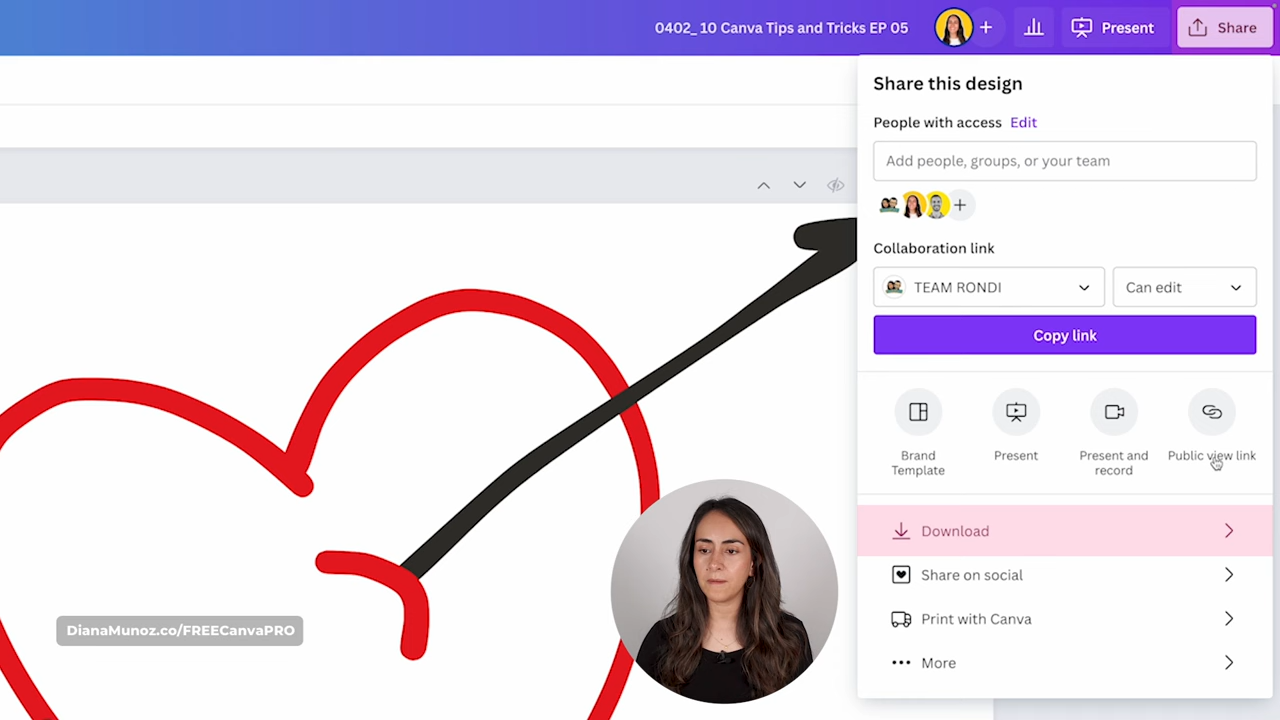 0402_ 10 Canva Tips and Tricks EP 05
Present
Share
Share this design
People with access Edit
Add people, groups, or your team
Collaboration link
TEAM RONDI
Can edit
Copy link
Brand
Template
Present
Present and
record
Public view link
Download
Share on social
Print with Canva
More
DianaMunoz.co/FREECanvaPRO